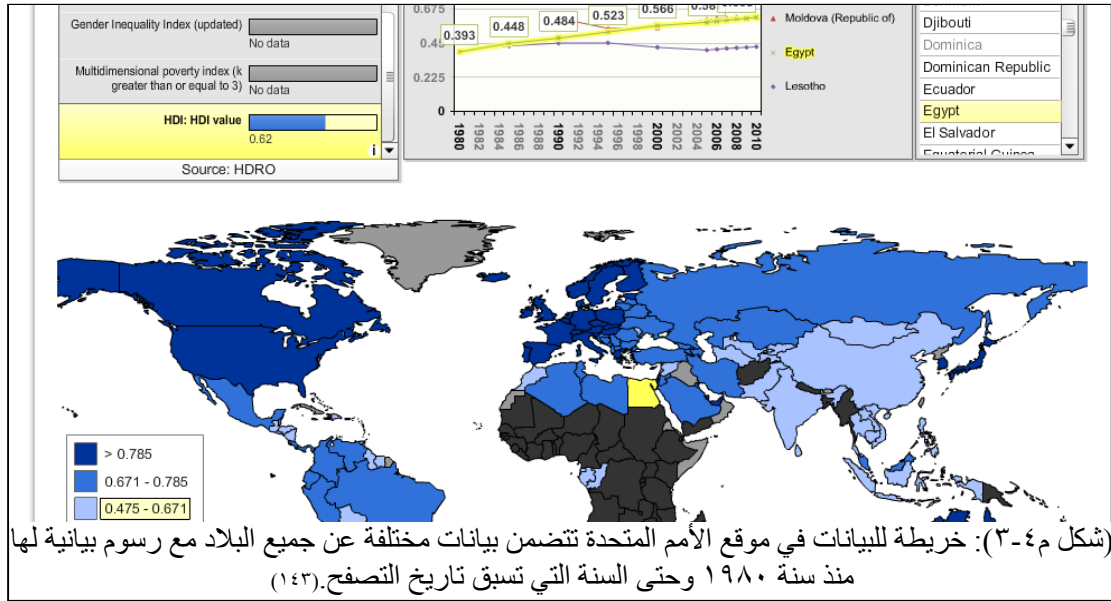 Gender Inequality Index (updated)
No data
Multidimensional poverty index (k
greater than or equal to 3)
No data
HDI: HDI value
0.62
i
Source: HDRO
0.675
0.45
0.225
0
0.393
0.448
0.484
0.523
0.566
0.58
1980
1982
1984
1986
1988
1990
1992
1994
1996
1998
2000
2002
2004
2006
2008
2010
Moldova (Republic of)
Egypt
Lesotho
Djibouti
Dominica
Dominican Republic
Ecuador
Egypt
El Salvador
Equatorial Guinea
> 0.785
0.671 - 0.785
0.475 - 0.671
(شكل م٤-٣): خريطة للبيانات في موقع الأمم المتحدة تتضمن بيانات مختلفة عن جميع البلاد مع رسوم بيانية لها
منذ سنة ١٩٨٠ وحتى السنة التي تسبق تاريخ التصفح.(١٤٣)